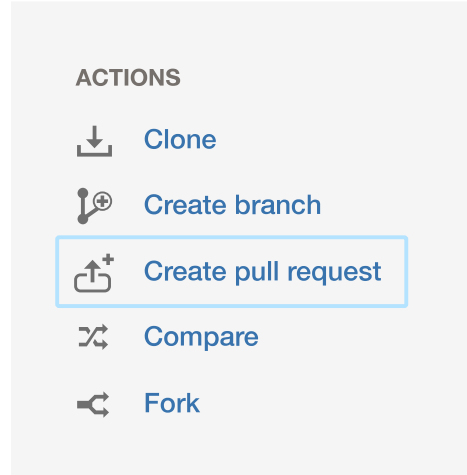 ACTIONS
Clone
Create branch
Create pull request
Compare
Fork